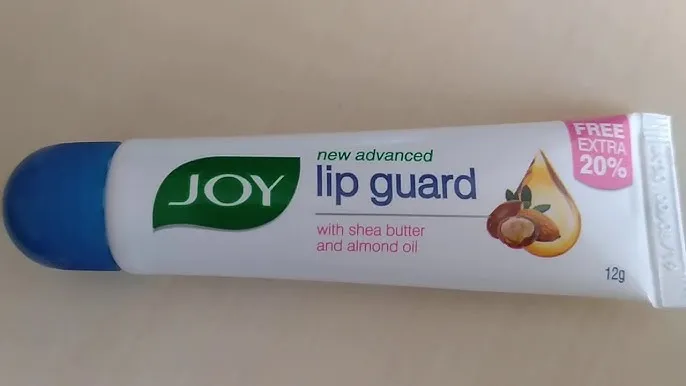 JOY
new advanced
lip guard
with shea butter
and almond oil
FREE
EXTRA
20%
12g